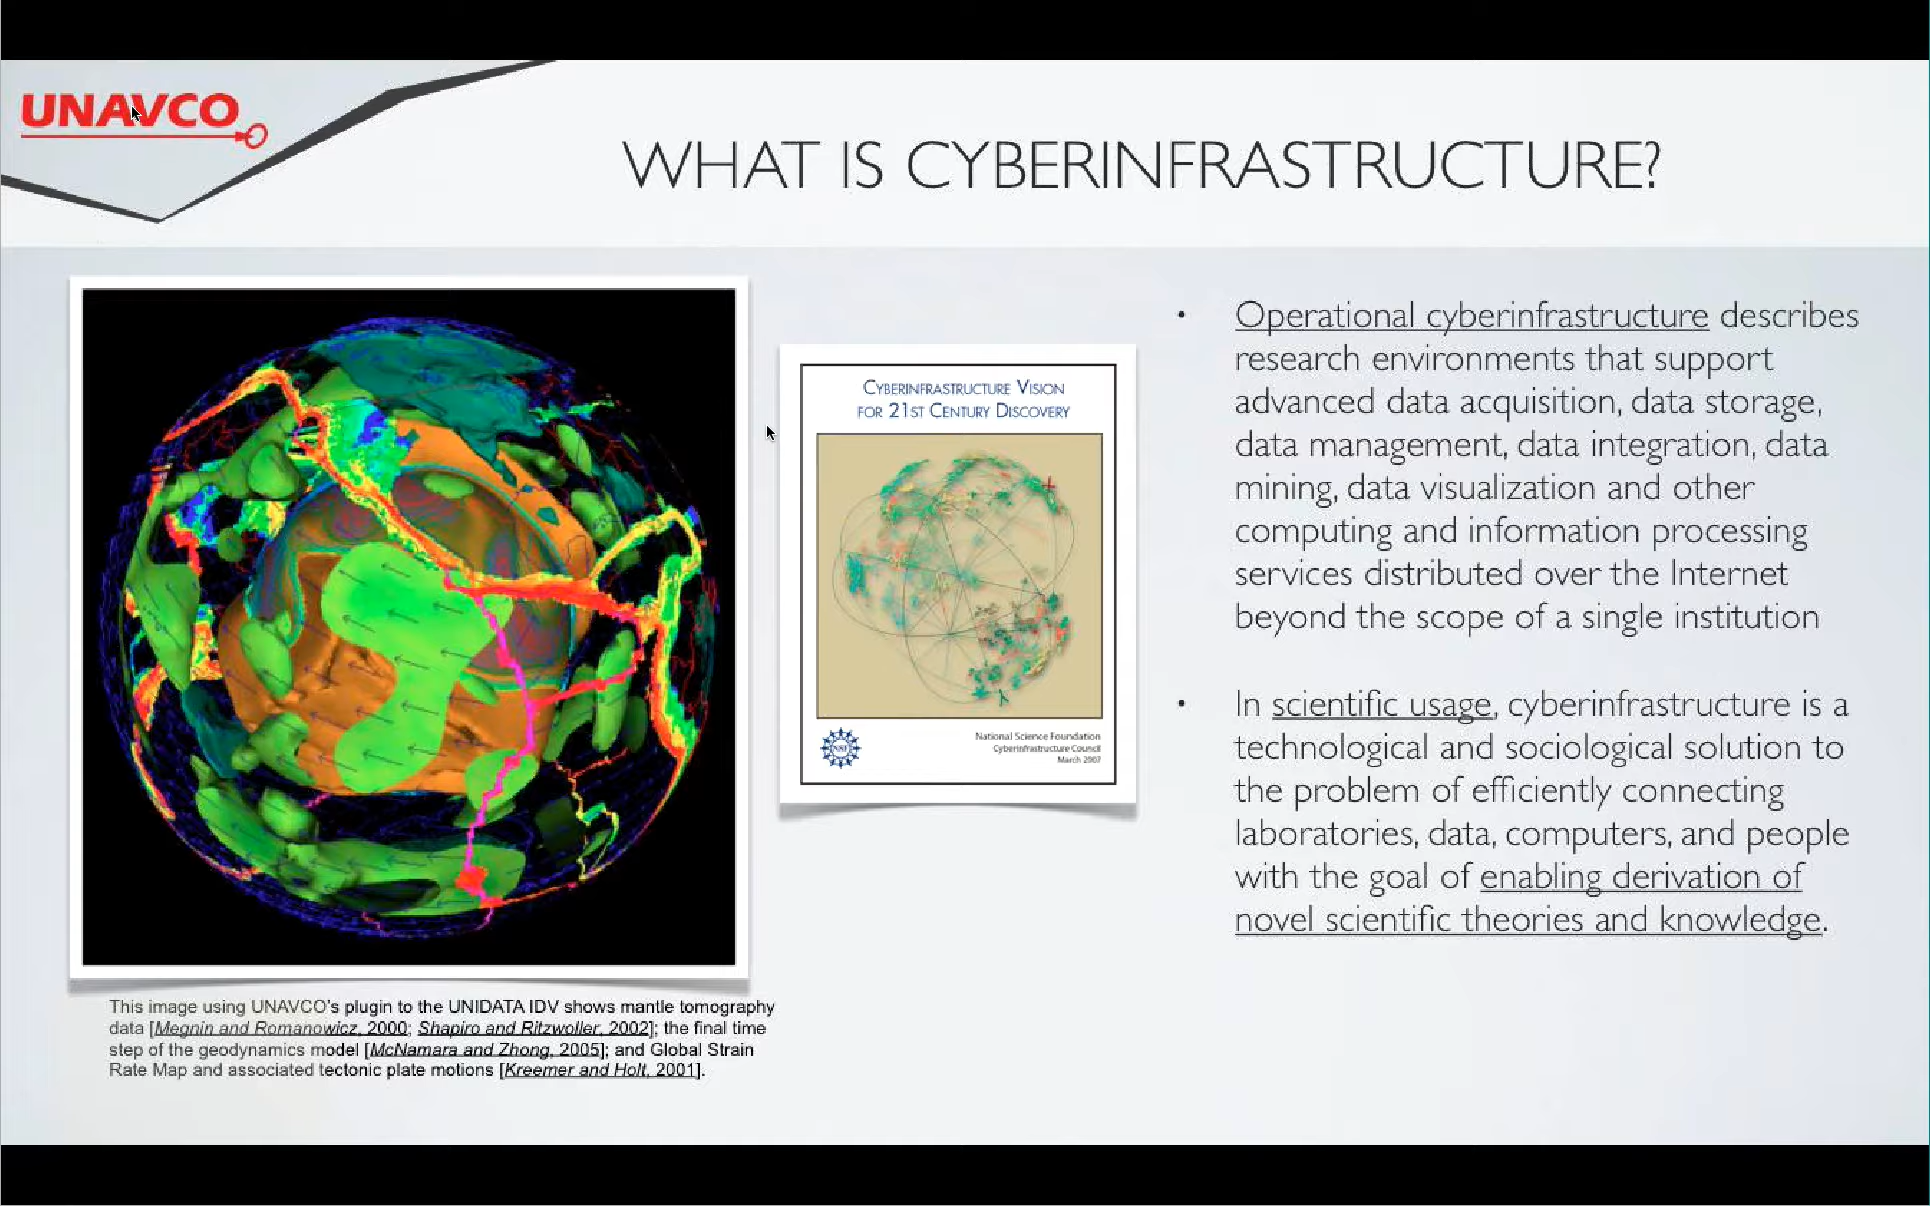 UNAVCO
WHAT IS CYBERINFRASTRUCTURE?
CYBERINFRASTRUCTURE VISION
FOR 21ST CENTURY DISCOVERY
NSF
National Science Foundation
Cyberinfrastructure Council
March 2007
• Operational cyberinfrastructure describes
research environments that support
advanced data acquisition, data storage,
data management, data integration, data
mining, data visualization and other
computing and information processing
services distributed over the Internet
beyond the scope of a single institution
• In scientific usage, cyberinfrastructure is a
technological and sociological solution to
the problem of efficiently connecting
laboratories, data, computers, and people
with the goal of enabling derivation of
novel scientific theories and knowledge.
This image using UNAVCO's plugin to the UNIDATA IDV shows mantle tomography
data [Megnin and Romanowicz, 2000; Shapiro and Ritzwoller, 2002]; the final time
step of the geodynamics model [McNamara and Zhong, 2005]; and Global Strain
Rate Map and associated tectonic plate motions [Kreemer and Holt, 2001].